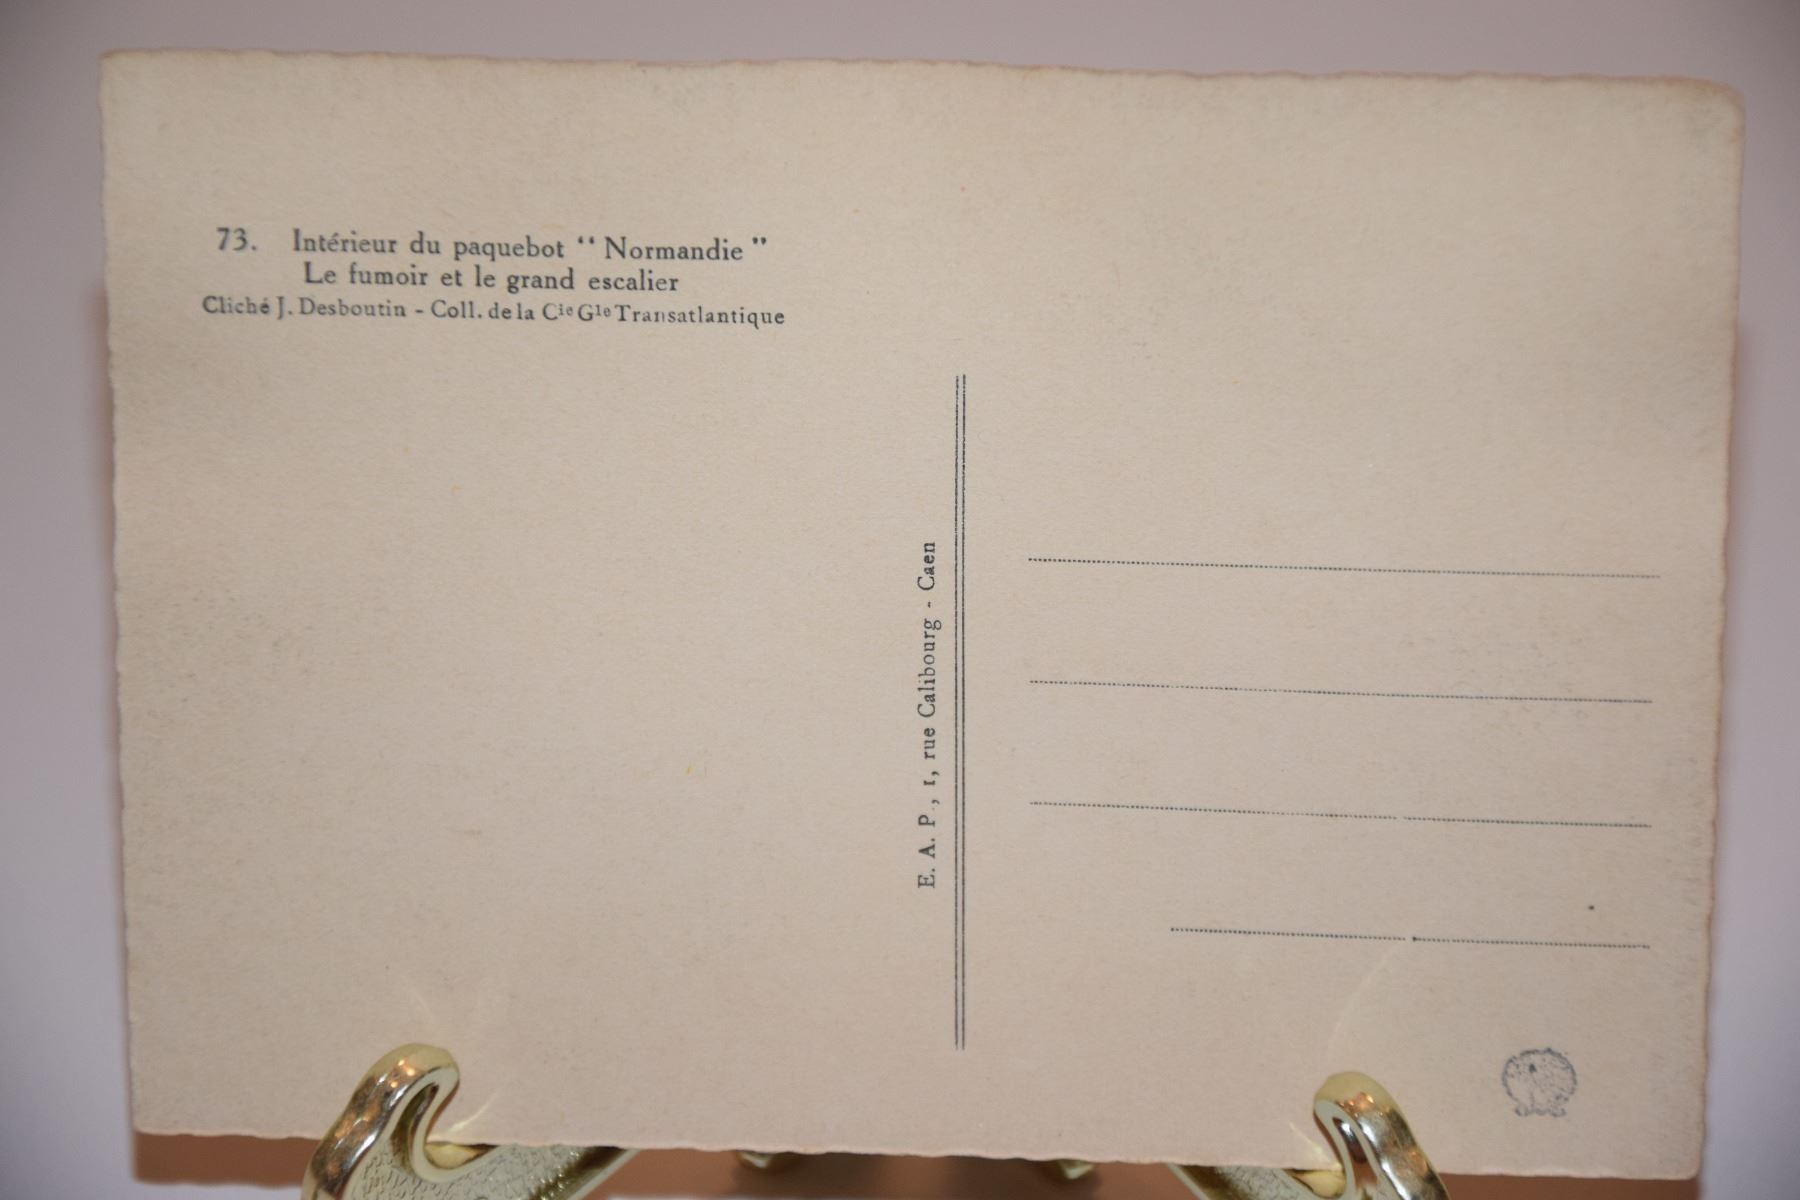 73. Intérieur du paquebot “ Normandie ”
Le fumoir et le grand escalier
Cliché J. Desboutin - Coll. de la Cie Gle Transatlantique
E. A. P., 1, rue Calibourg - Caen